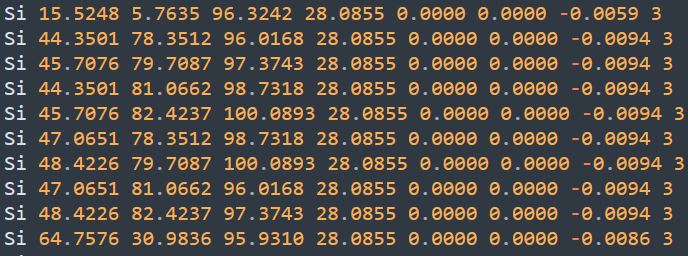 Si 15.5248 5.7635 96.3242 28.0855 0.0000 0.0000 -0.0059 3
Si 44.3501 78.3512 96.0168 28.0855 0.0000 0.0000 -0.0094 3
Si 45.7076 79.7087 97.3743 28.0855 0.0000 0.0000 -0.0094 3
Si 44.3501 81.0662 98.7318 28.0855 0.0000 0.0000 -0.0094 3
Si 45.7076 82.4237 100.0893 28.0855 0.0000 0.0000 -0.0094 3
Si 47.0651 78.3512 98.7318 28.0855 0.0000 0.0000 -0.0094 3
Si 48.4226 79.7087 100.0893 28.0855 0.0000 0.0000 -0.0094 3
Si 47.0651 81.0662 96.0168 28.0855 0.0000 0.0000 -0.0094 3
Si 48.4226 82.4237 97.3743 28.0855 0.0000 0.0000 -0.0094 3
Si 64.7576 30.9836 95.9310 28.0855 0.0000 0.0000 -0.0086 3